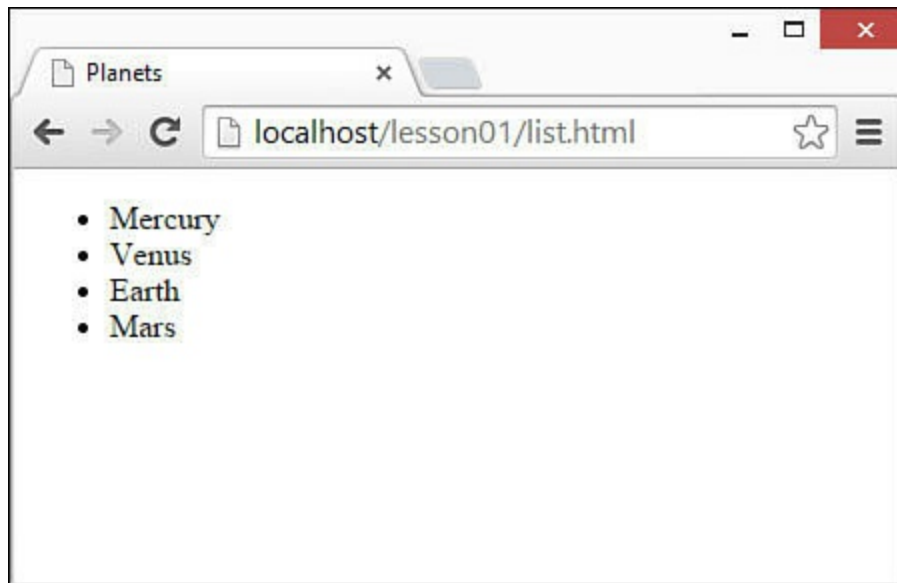 Planets
localhost/lesson01/list.html
• Mercury
• Venus
• Earth
• Mars